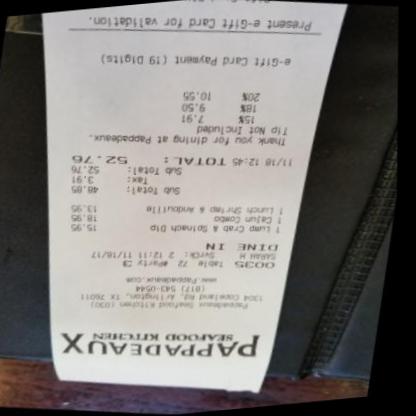 PAPPADEAUX
SEAFOOD KITCHEN
Pappadeaux Seafood Kitchen (030)
1304 Copeland Rd, Arlington, TX 76011
(817) 543-0544
www.Pappadeaux.com
0035 Table 72 #Party 3
SARAH H SvrCk: 2 12:11 11/18/17
DINE IN
1 Lump Crab & Spinach Dip 15.95
1 Cajun Combo 18.95
1 Lunch Shrimp & Andouille 13.95
Sub Total: 48.85
Tax: 3.91
Sub Total: 52.76
11/18 12:45 TOTAL: 52.76
Thank you for dining at Pappadeaux.
Tip Not Included
15% 7.91
18% 9.50
20% 10.55
e-Gift Card Payment (19 Digits)
Present e-Gift Card for validation.